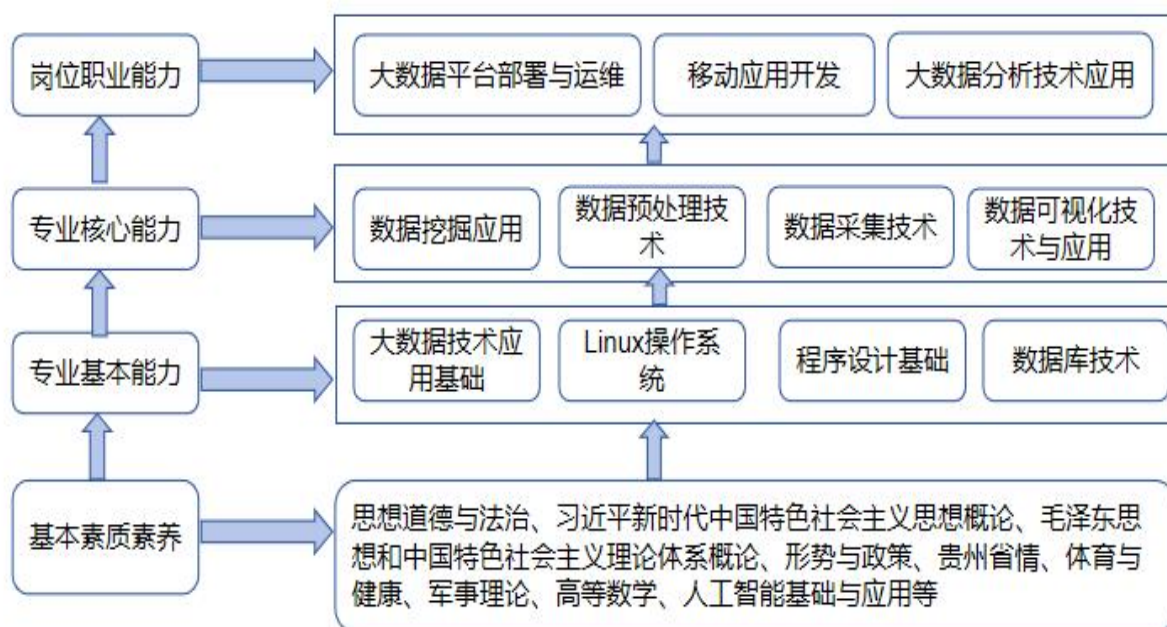 岗位职业能力
大数据平台部署与运维
移动应用开发
大数据分析技术应用
专业核心能力
数据挖掘应用
数据预处理技
术
数据采集技术
数据可视化技
术与应用
专业基本能力
大数据技术应
用基础
Linux操作系
统
程序设计基础
数据库技术
基本素质素养
思想道德与法治、习近平新时代中国特色社会主义思想概论、毛泽东思
想和中国特色社会主义理论体系概论、形势与政策、贵州省情、体育与
健康、军事理论、高等数学、人工智能基础与应用等